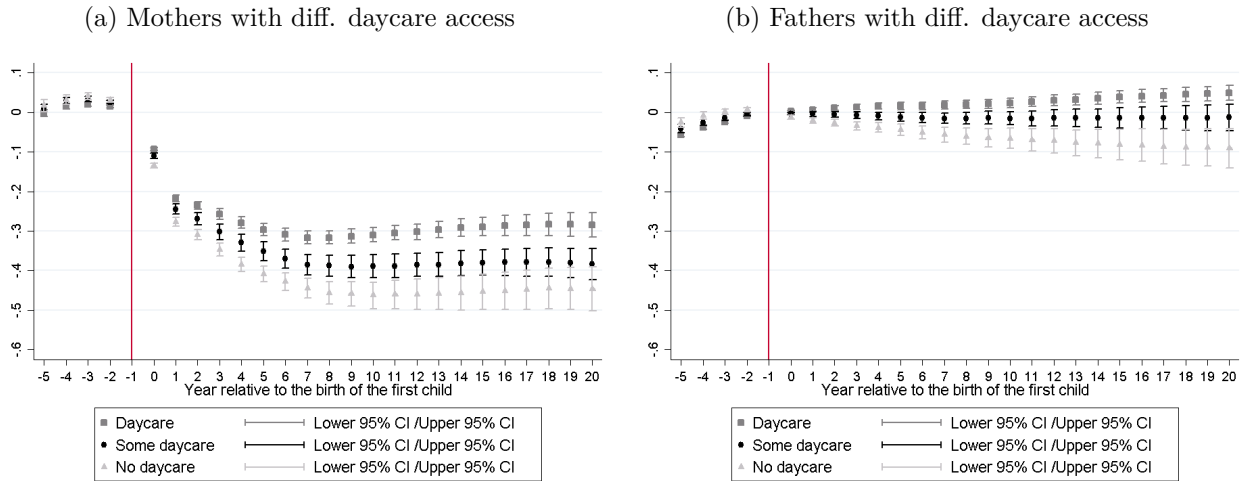 (a) Mothers with diff. daycare access
.1
0
-.1
-.2
-.3
-.4
-.5
-.6
-5 -4 -3 -2 -1 0 1 2 3 4 5 6 7 8 9 10 11 12 13 14 15 16 17 18 19 20
Year relative to the birth of the first child
Daycare Lower 95% CI /Upper 95% CI
Some daycare Lower 95% CI /Upper 95% CI
No daycare Lower 95% CI /Upper 95% CI
(b) Fathers with diff. daycare access
.1
0
-.1
-.2
-.3
-.4
-.5
-.6
-5 -4 -3 -2 -1 0 1 2 3 4 5 6 7 8 9 10 11 12 13 14 15 16 17 18 19 20
Year relative to the birth of the first child
Daycare Lower 95% CI /Upper 95% CI
Some daycare Lower 95% CI /Upper 95% CI
No daycare Lower 95% CI /Upper 95% CI